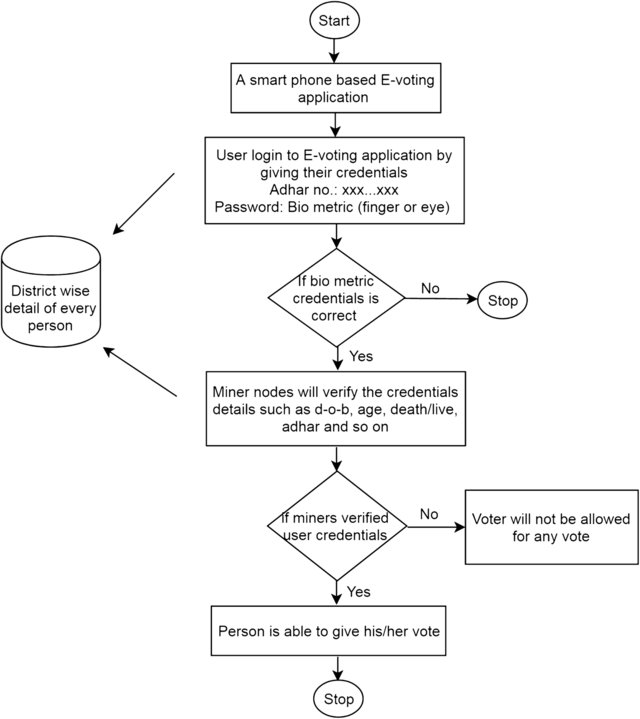 Start
A smart phone based E-voting
application
User login to E-voting application by
giving their credentials
Adhar no.: xxx...xxx
Password: Bio metric (finger or eye)
District wise
detail of every
person
If bio metric
credentials is
correct
No
Stop
Yes
Miner nodes will verify the credentials
details such as d-o-b, age, death/live,
adhar and so on
If miners verified
user credentials
No
Voter will not be allowed
for any vote
Yes
Person is able to give his/her vote
Stop